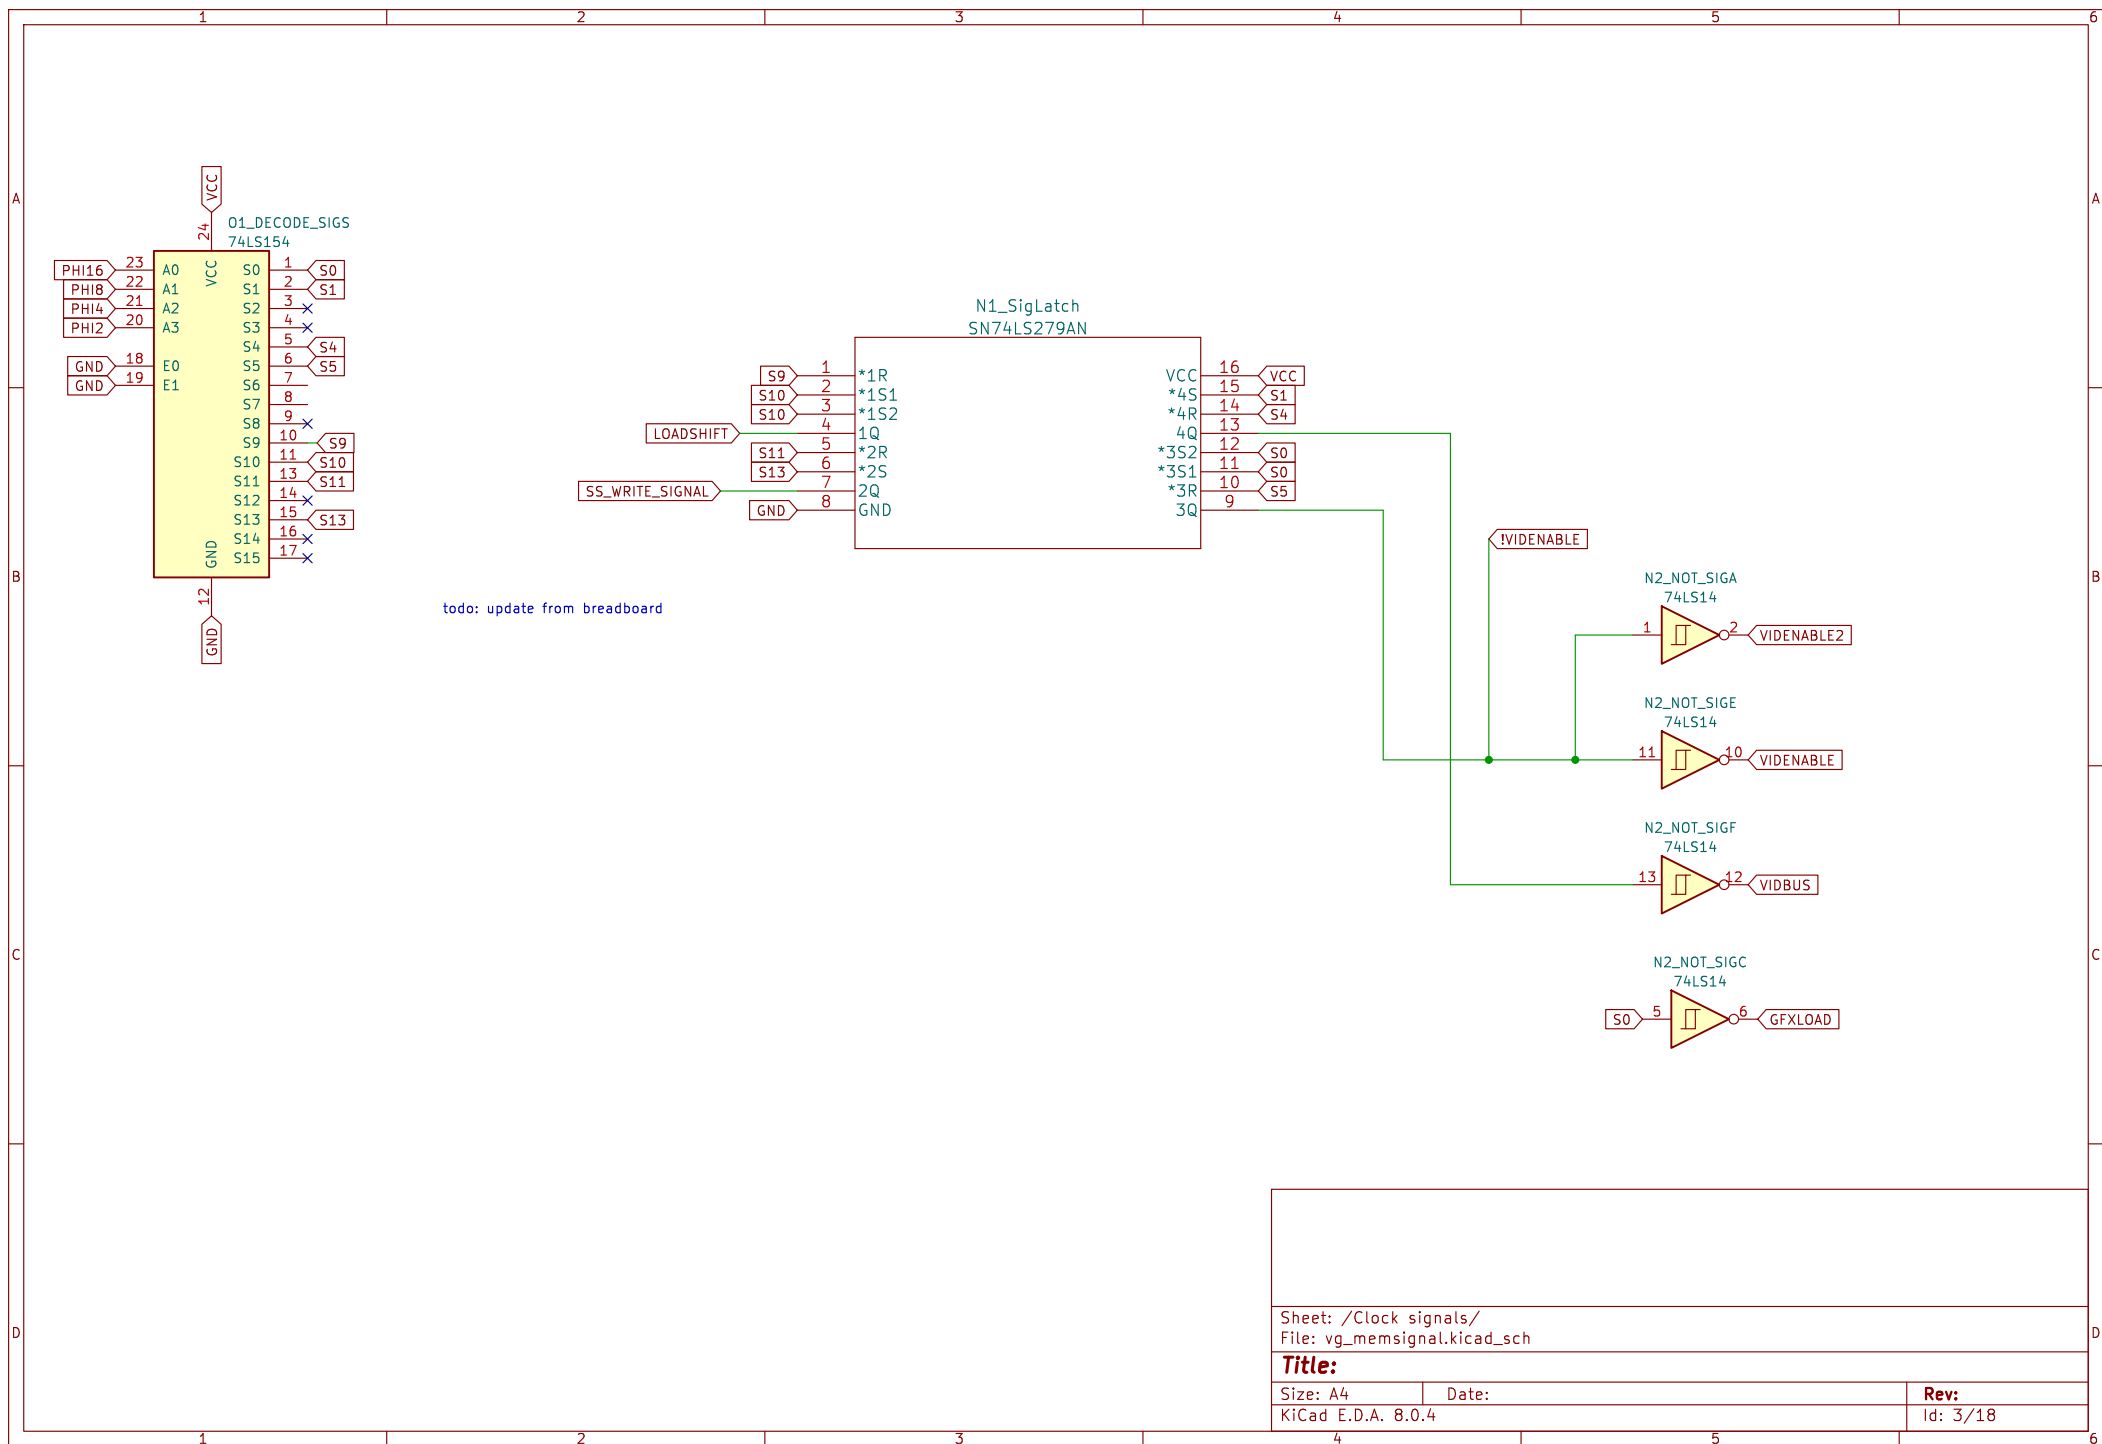 1 2 3 4 5 6
A A
B B
C C
D D
VCC
24
O1_DECODE_SIGS
74LS154
VCC
GND
PHI16 23 A0 S0 1 S0
PHI8 22 A1 S1 2 S1
PHI4 21 A2 S2 3
PHI2 20 A3 S3 4
S4 5 S4
GND 18 E0 S5 6 S5
GND 19 E1 S6 7
S7 8
S8 9
S9 10 S9
S10 11 S10
S11 13 S11
S12 14
S13 15 S13
S14 16
S15 17
12
GND
todo: update from breadboard
N1_SigLatch
SN74LS279AN
S9 1 *1R VCC 16 VCC
S10 2 *1S1 *4S 15 S1
S10 3 *1S2 *4R 14 S4
LOADSHIFT 4 1Q 4Q 13
S11 5 *2R *3S2 12 S0
S13 6 *2S *3S1 11 S0
SS_WRITE_SIGNAL 7 2Q *3R 10 S5
GND 8 GND 3Q 9
!VIDENABLE
N2_NOT_SIGA
74LS14
1 2 VIDENABLE2
N2_NOT_SIGE
74LS14
11 10 VIDENABLE
N2_NOT_SIGF
74LS14
13 12 VIDBUS
N2_NOT_SIGC
74LS14
S0 5 6 GFXLOAD
Sheet: /Clock signals/
File: vg_memsignal.kicad_sch
Title:
Size: A4 Date: Rev:
KiCad E.D.A. 8.0.4 Id: 3/18
1 2 3 4 5 6